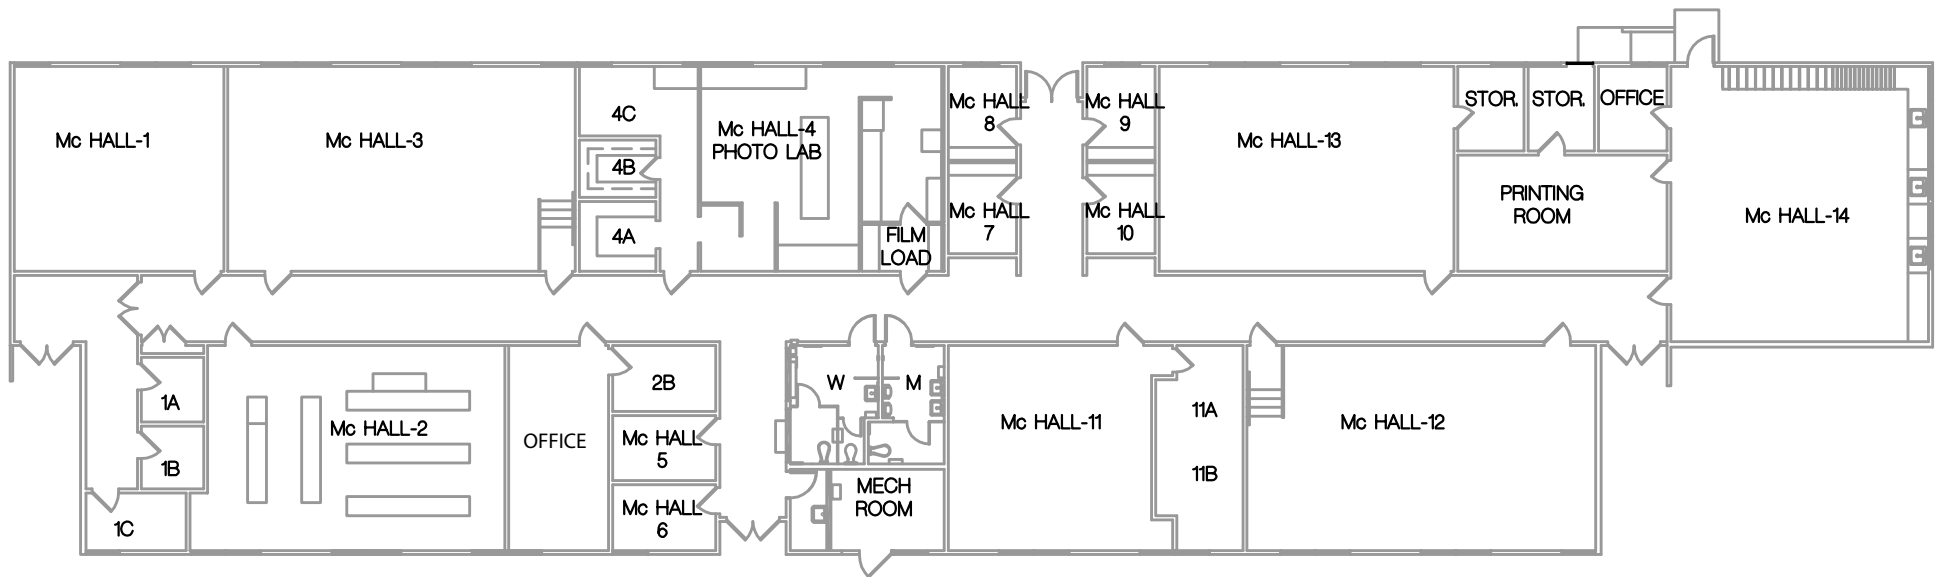 Mc HALL-1
Mc HALL-3
4C
4B
4A
Mc HALL-4
PHOTO LAB
FILM
LOAD
Mc HALL
8
Mc HALL
7
Mc HALL
9
Mc HALL
10
Mc HALL-13
STOR.
STOR.
OFFICE
PRINTING
ROOM
Mc HALL-14
1A
1B
1C
Mc HALL-2
OFFICE
2B
Mc HALL
5
Mc HALL
6
W
M
MECH
ROOM
Mc HALL-11
11A
11B
Mc HALL-12